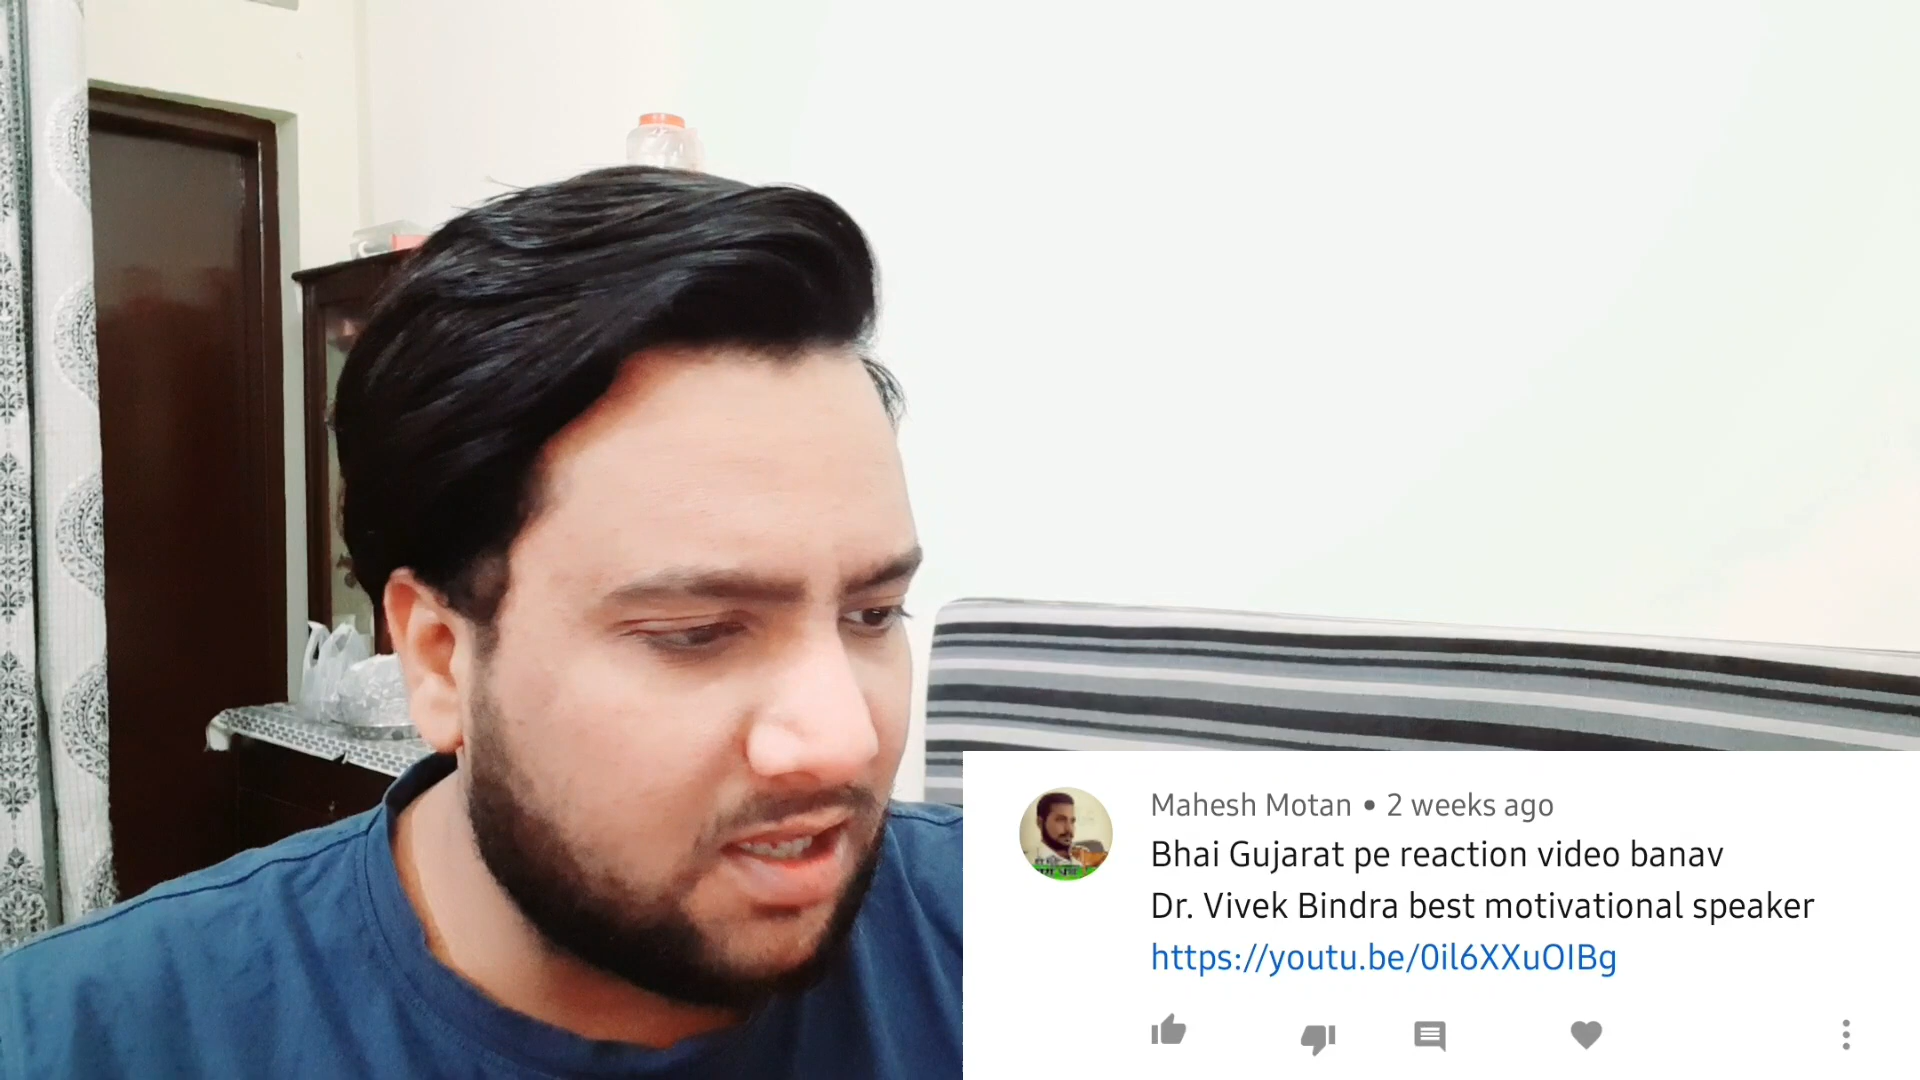 Mahesh Motan • 2 weeks ago
Bhai Gujarat pe reaction video banav
Dr. Vivek Bindra best motivational speaker
https://youtu.be/0il6XXuOIBg